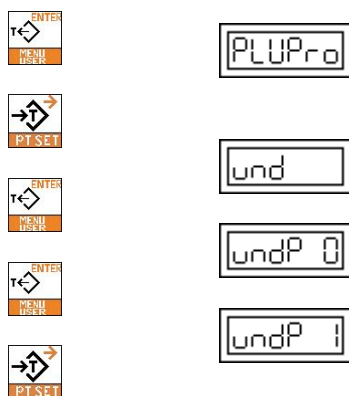 ENTER
T
MENU
USER
PLUPro
T
PT SET
und
ENTER
T
MENU
USER
undP 0
ENTER
T
MENU
USER
undP 1
T
PT SET